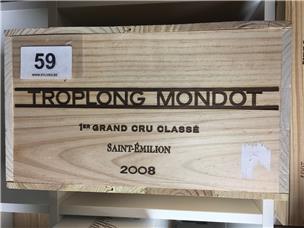 59
TROPLONG MONDOT
1ER GRAND CRU CLASSÉ
SAINT-ÉMILION
2008